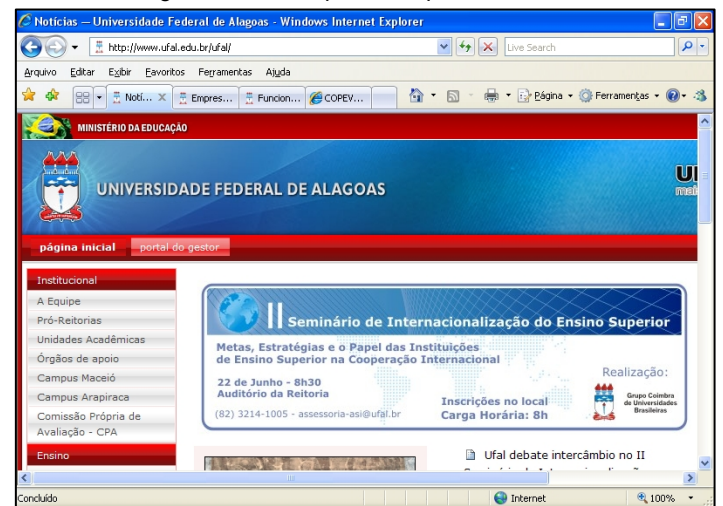 Notícias — Universidade Federal de Alagoas - Windows Internet Explorer
http://www.ufal.edu.br/ufal/
Live Search
Arquivo Editar Exibir Favoritos Ferramentas Ajuda
Notí... Empres... Funcion... COPEV... Página Ferramentas
MINISTÉRIO DA EDUCAÇÃO
UNIVERSIDADE FEDERAL DE ALAGOAS
página inicial portal do gestor
Institucional
A Equipe
Pró-Reitorias
Unidades Acadêmicas
Órgãos de apoio
Campus Maceió
Campus Arapiraca
Comissão Própria de
Avaliação - CPA
Ensino
II Seminário de Internacionalização do Ensino Superior
Metas, Estratégias e o Papel das Instituições
de Ensino Superior na Cooperação Internacional
22 de Junho - 8h30
Auditório da Reitoria
(82) 3214-1005 - assessoria-asi@ufal.br
Inscrições no local
Carga Horária: 8h
Realização:
Grupo Coimbra
de Universidades
Brasileiras
Ufal debate intercâmbio no II
Concluído Internet 100%